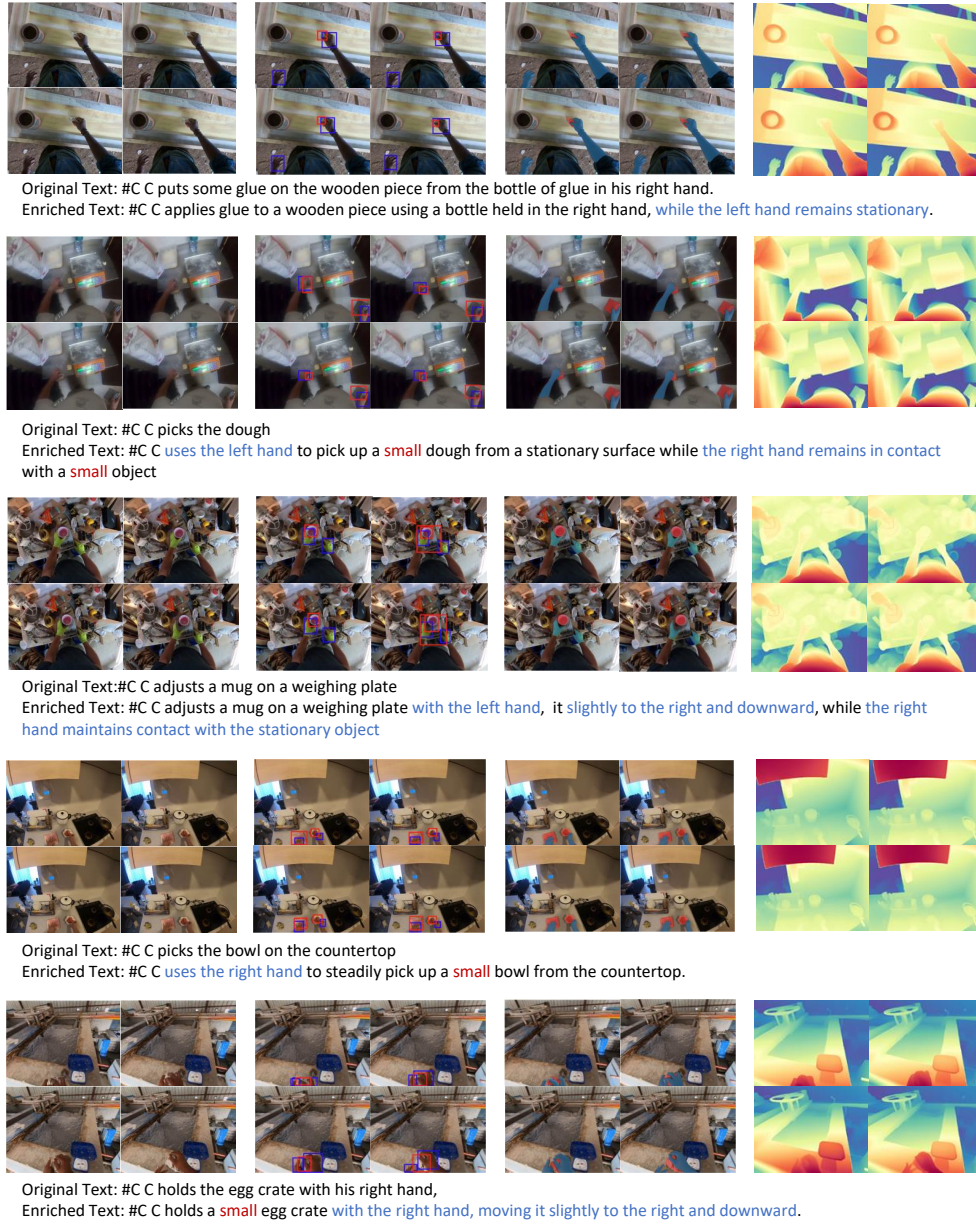 Original Text: #C C puts some glue on the wooden piece from the bottle of glue in his right hand.
Enriched Text: #C C applies glue to a wooden piece using a bottle held in the right hand, while the left hand remains stationary.
Original Text: #C C picks the dough
Enriched Text: #C C uses the left hand to pick up a small dough from a stationary surface while the right hand remains in contact
with a small object
Original Text:#C C adjusts a mug on a weighing plate
Enriched Text: #C C adjusts a mug on a weighing plate with the left hand, it slightly to the right and downward, while the right
hand maintains contact with the stationary object
Original Text: #C C picks the bowl on the countertop
Enriched Text: #C C uses the right hand to steadily pick up a small bowl from the countertop.
Original Text: #C C holds the egg crate with his right hand,
Enriched Text: #C C holds a small egg crate with the right hand, moving it slightly to the right and downward.